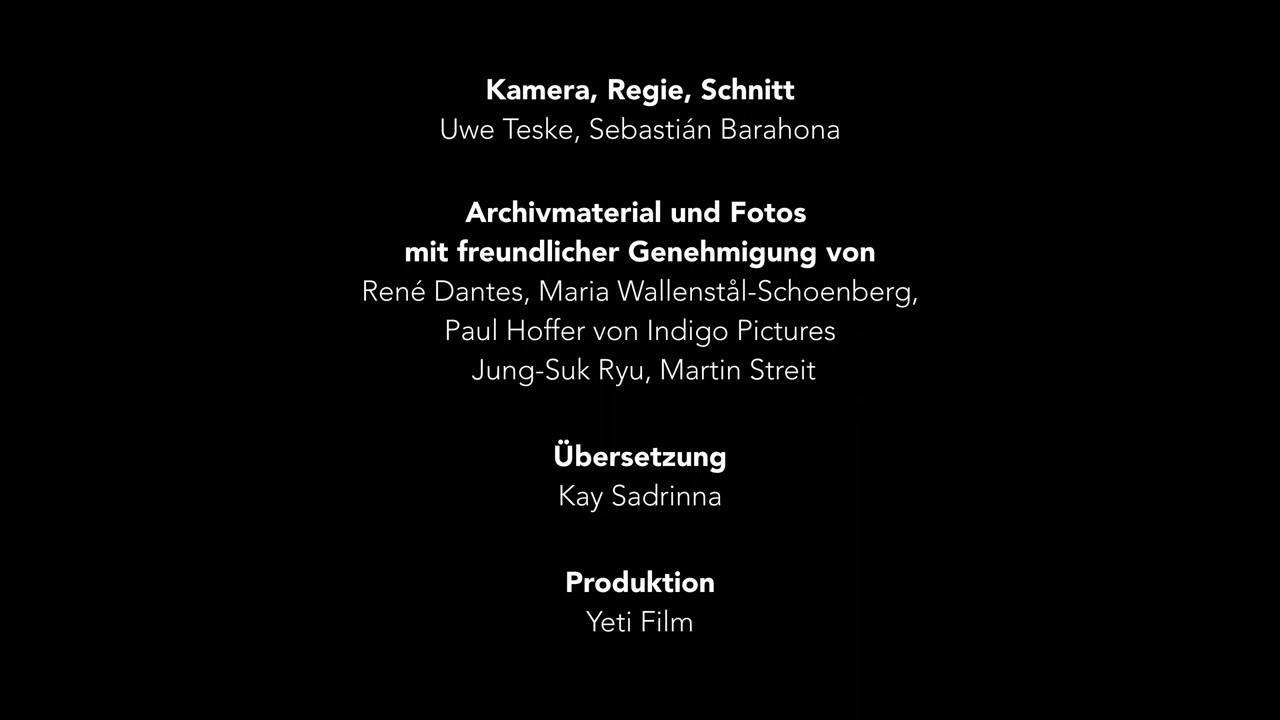 Kamera, Regie, Schnitt
Uwe Teske, Sebastián Barahona
Archivmaterial und Fotos
mit freundlicher Genehmigung von
René Dantes, Maria Wallenstål-Schoenberg,
Paul Hoffer von Indigo Pictures
Jung-Suk Ryu, Martin Streit
Übersetzung
Kay Sadrinna
Produktion
Yeti Film